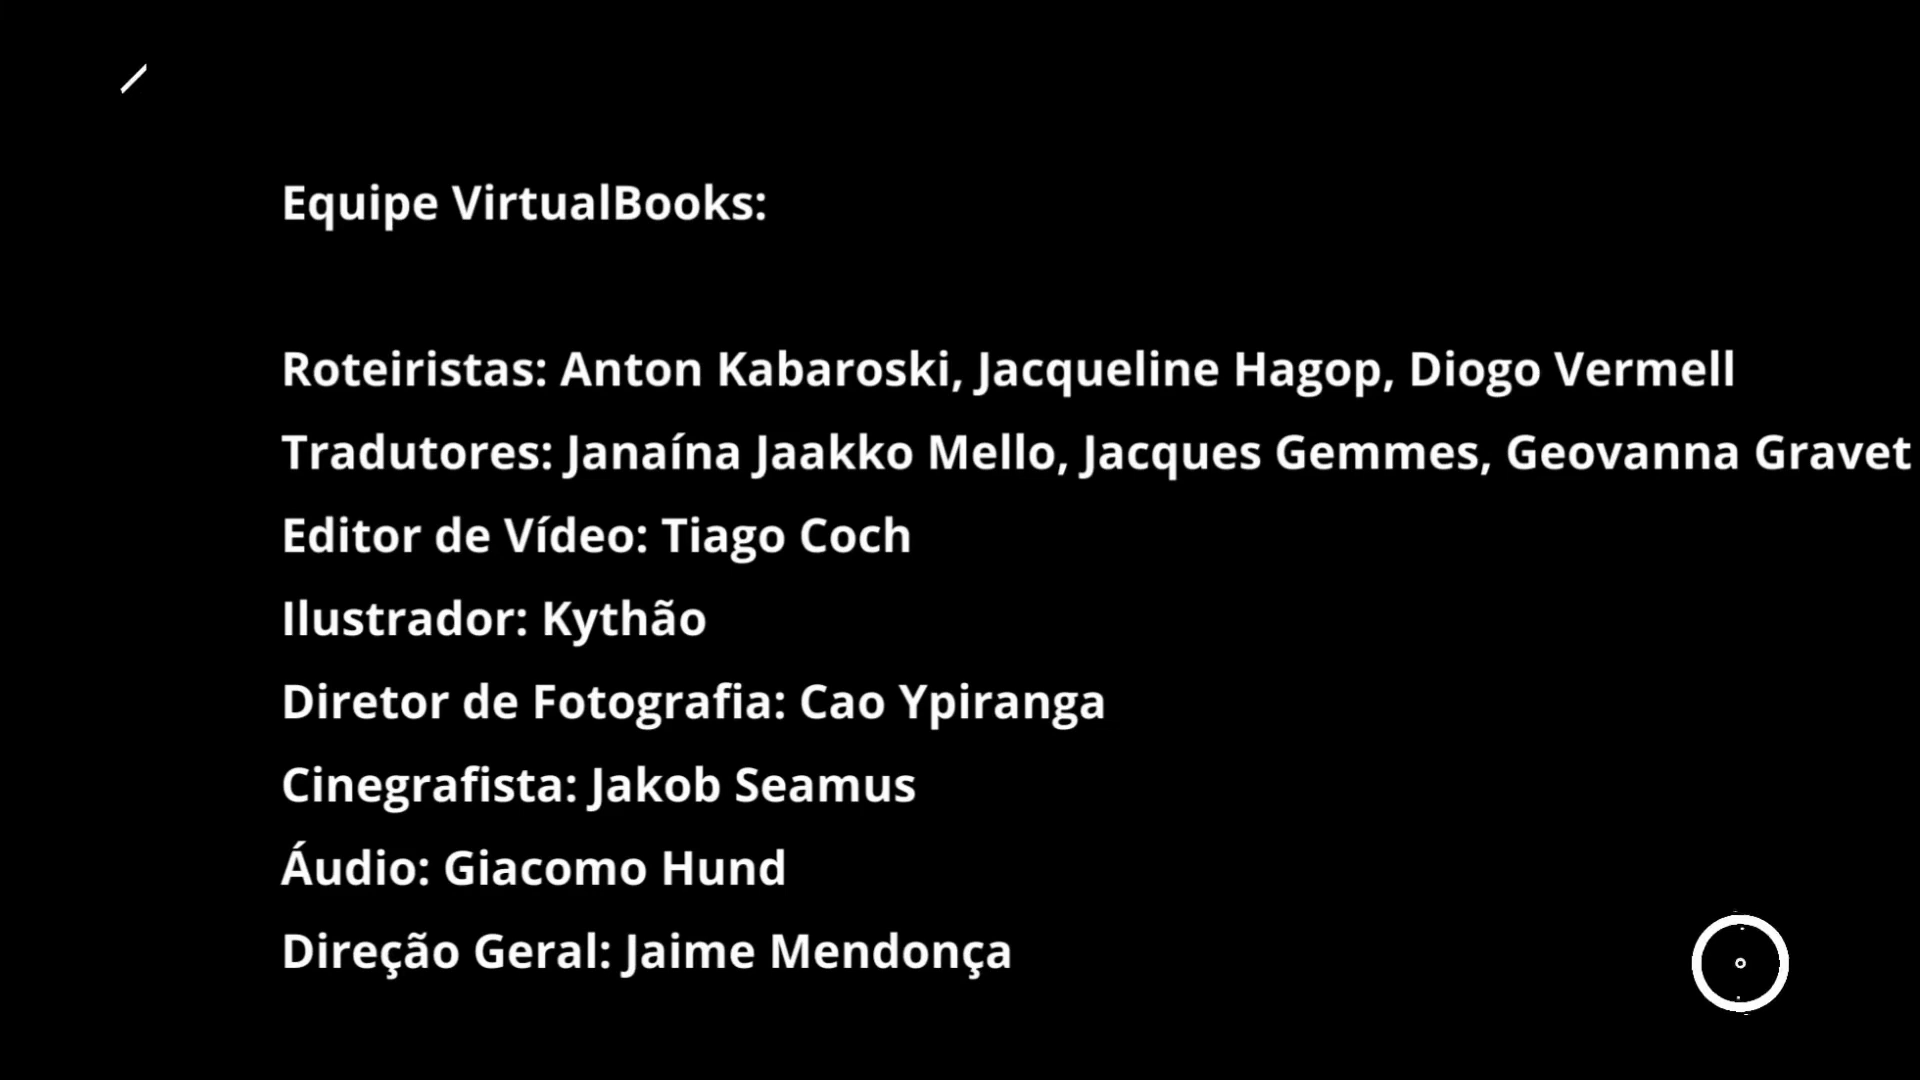 Equipe VirtualBooks:
Roteiristas: Anton Kabaroski, Jacqueline Hagop, Diogo Vermell
Tradutores: Janaína Jaakko Mello, Jacques Gemmes, Geovanna Gravet
Editor de Vídeo: Tiago Coch
Ilustrador: Kythão
Diretor de Fotografia: Cao Ypiranga
Cinegrafista: Jakob Seamus
Áudio: Giacomo Hund
Direção Geral: Jaime Mendonça